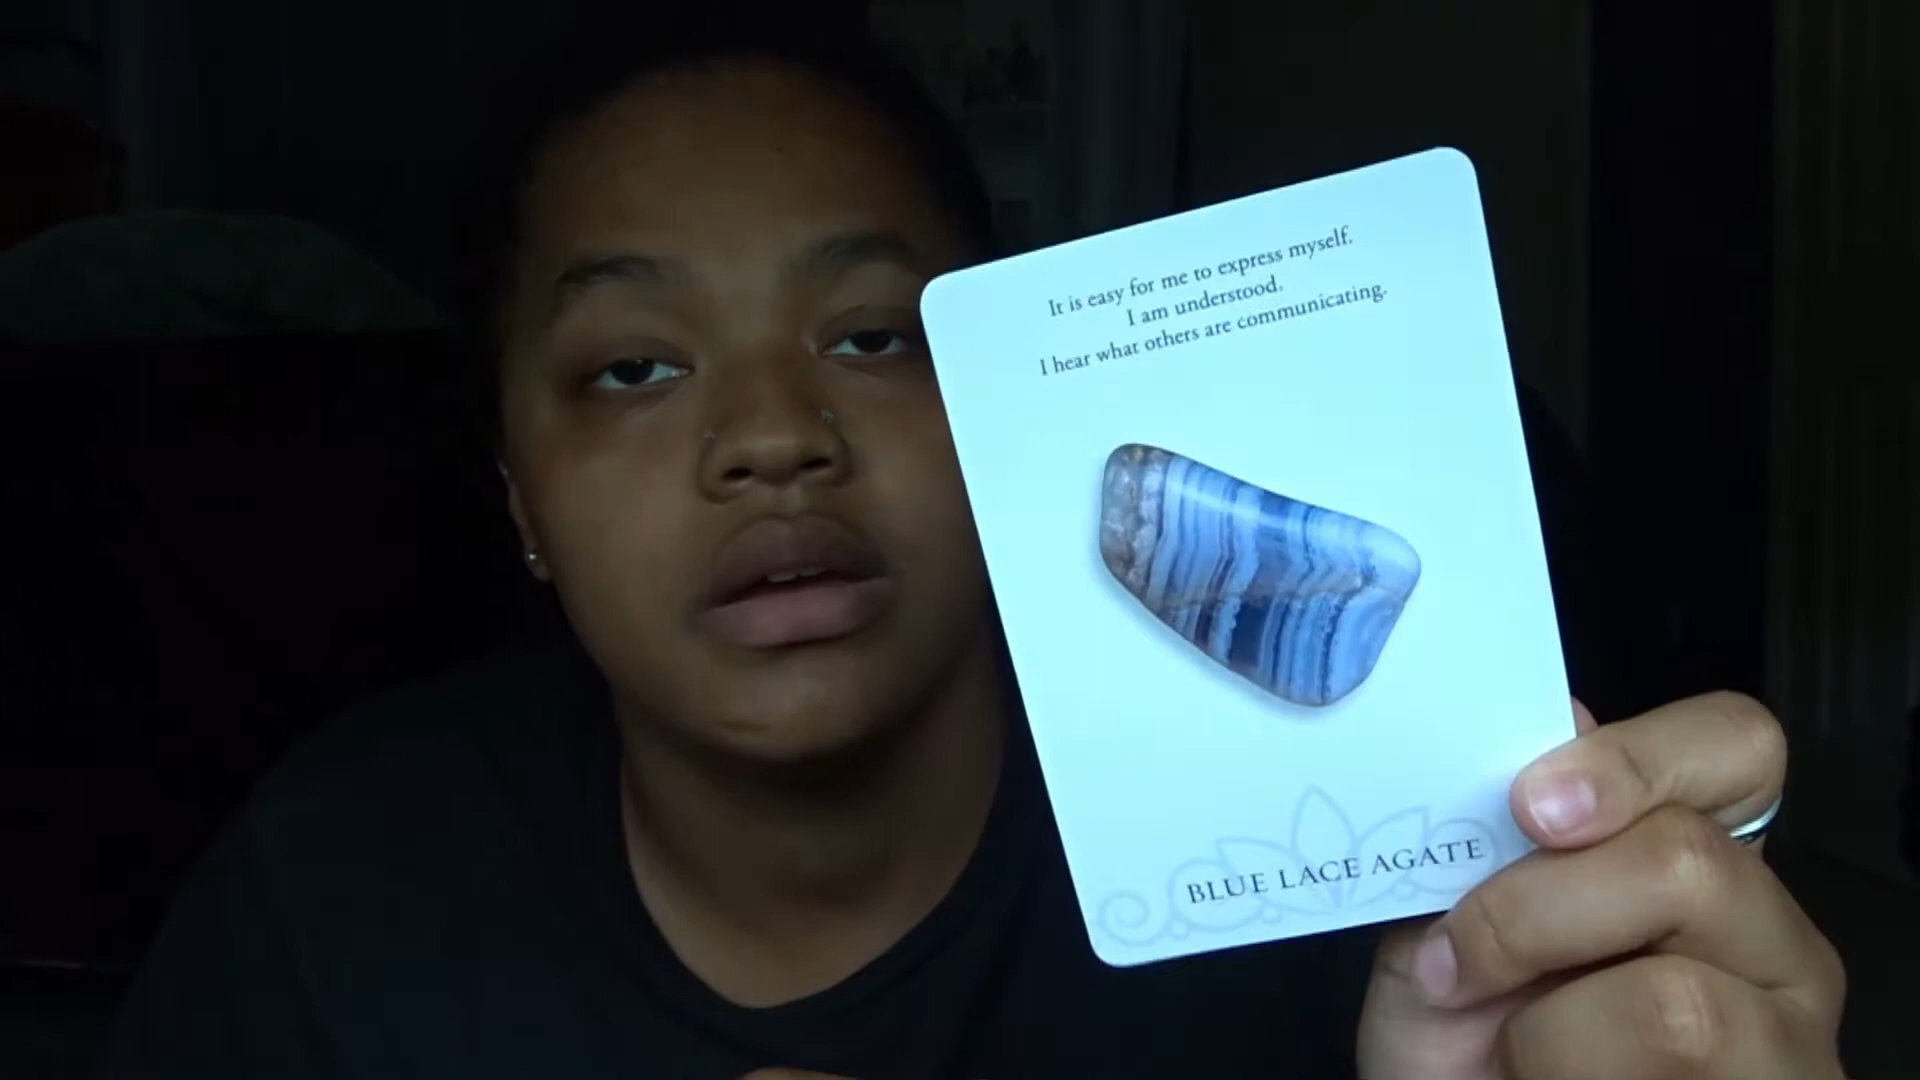 It is easy for me to express myself.
I am understood.
I hear what others are communicating.
BLUE LACE AGATE